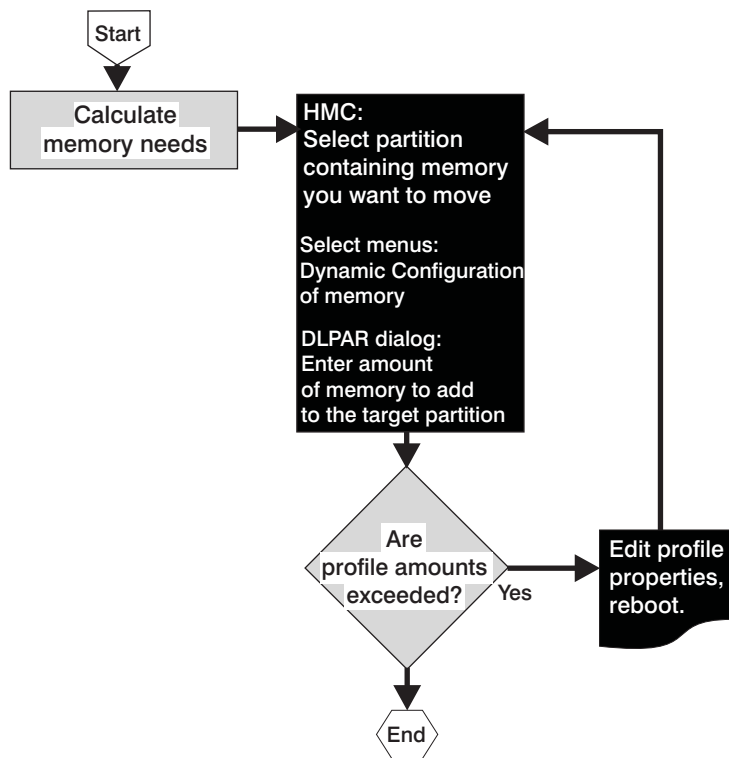 Start
Calculate
memory needs
HMC:
Select partition
containing memory
you want to move
Select menus:
Dynamic Configuration
of memory
DLPAR dialog:
Enter amount
of memory to add
to the target partition
Are
profile amounts
exceeded?
Yes
Edit profile
properties,
reboot.
End